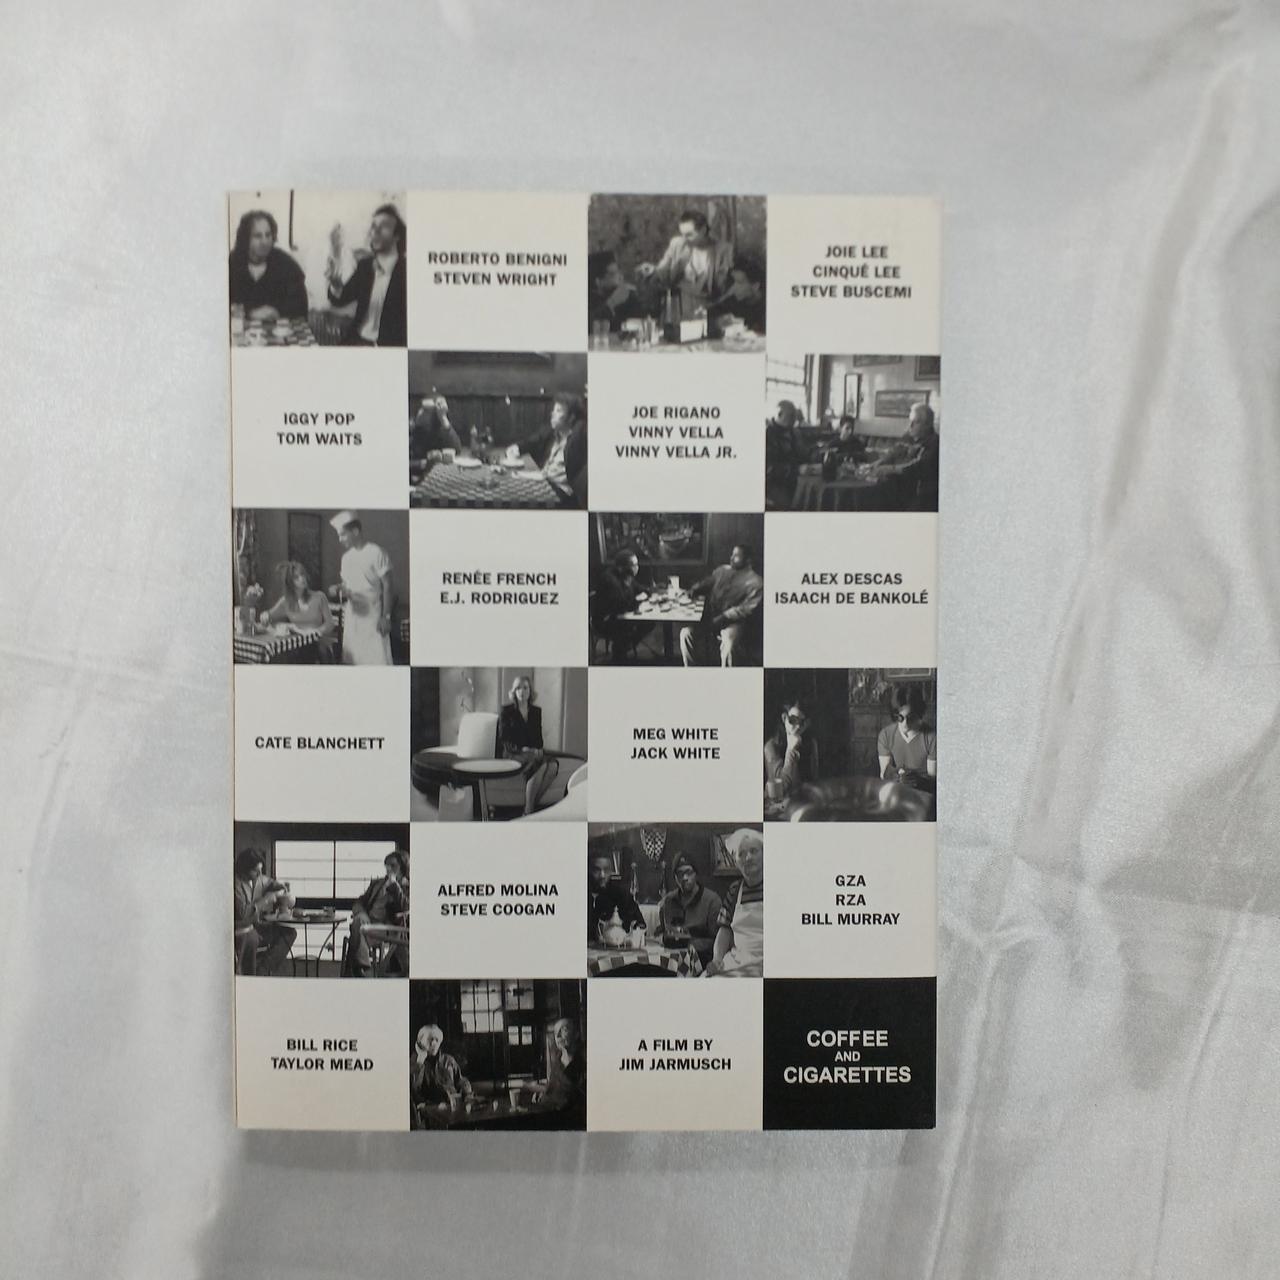 ROBERTO BENIGNI
STEVEN WRIGHT
JOIE LEE
CINQUÉ LEE
STEVE BUSCEMI
IGGY POP
TOM WAITS
JOE RIGANO
VINNY VELLA
VINNY VELLA JR.
RENÉE FRENCH
E.J. RODRIGUEZ
ALEX DESCAS
ISAACH DE BANKOLÉ
CATE BLANCHETT
MEG WHITE
JACK WHITE
ALFRED MOLINA
STEVE COOGAN
GZA
RZA
BILL MURRAY
BILL RICE
TAYLOR MEAD
A FILM BY
JIM JARMUSCH
COFFEE
AND
CIGARETTES